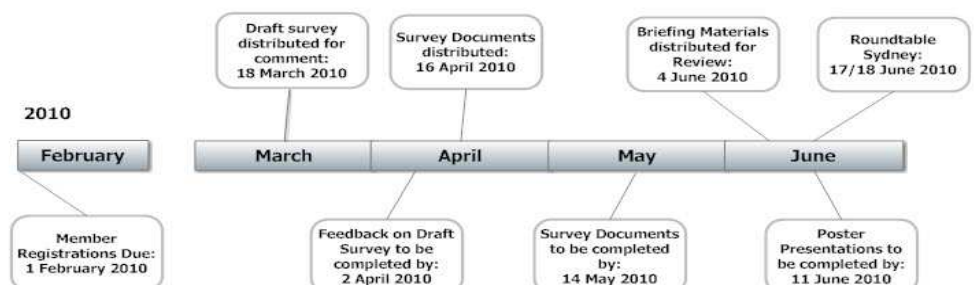 Draft survey
distributed for
comment:
18 March 2010
Survey Documents
distributed:
16 April 2010
Briefing Materials
distributed for
Review:
4 June 2010
Roundtable
Sydney:
17/18 June 2010
2010
February
March
April
May
June
Member
Registrations Due:
1 February 2010
Feedback on Draft
Survey to be
completed by:
2 April 2010
Survey Documents
to be completed
by:
14 May 2010
Poster
Presentations to
be completed by:
11 June 2010